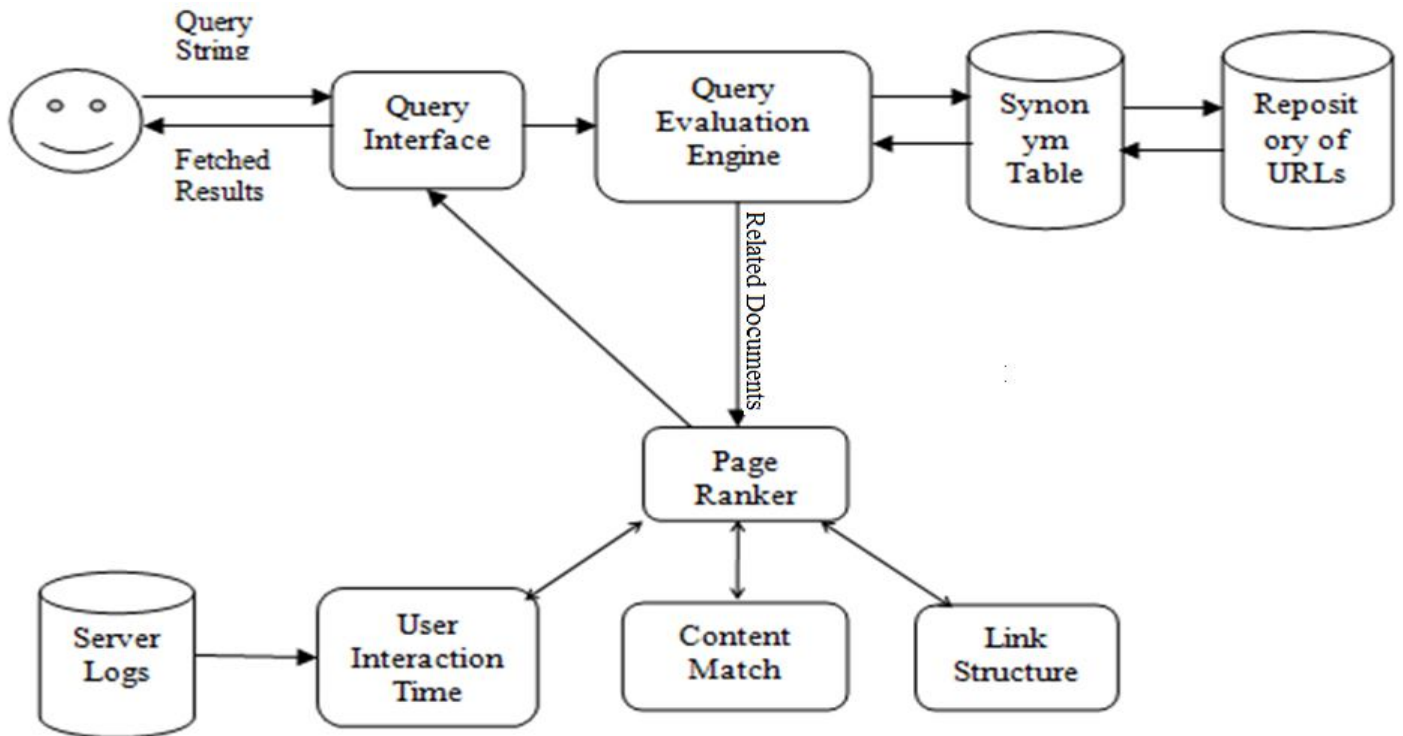 Query
String
Fetched
Results
Query
Interface
Query
Evaluation
Engine
Synon
ym
Table
Reposit
ory of
URLs
Related Documents
Page
Ranker
Server
Logs
User
Interaction
Time
Content
Match
Link
Structure